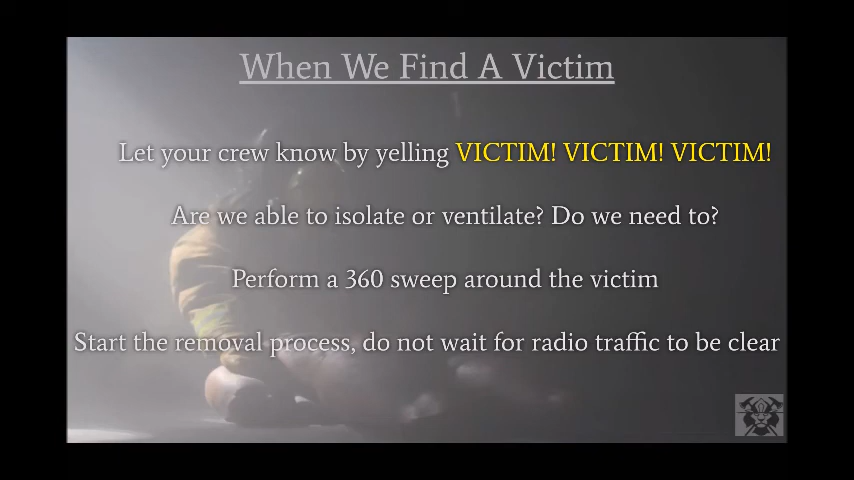 When We Find A Victim
Let your crew know by yelling VICTIM! VICTIM! VICTIM!
Are we able to isolate or ventilate? Do we need to?
Perform a 360 sweep around the victim
Start the removal process, do not wait for radio traffic to be clear